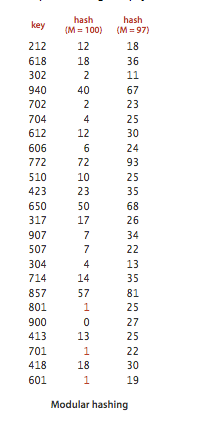 key hash (M = 100) hash (M = 97)
212 12 18
618 18 36
302 2 11
940 40 67
702 2 23
704 4 25
612 12 30
606 6 24
772 72 93
510 10 25
423 23 35
650 50 68
317 17 26
907 7 34
507 7 22
304 4 13
714 14 35
857 57 81
801 1 25
900 0 27
413 13 25
701 1 22
418 18 30
601 1 19
Modular hashing